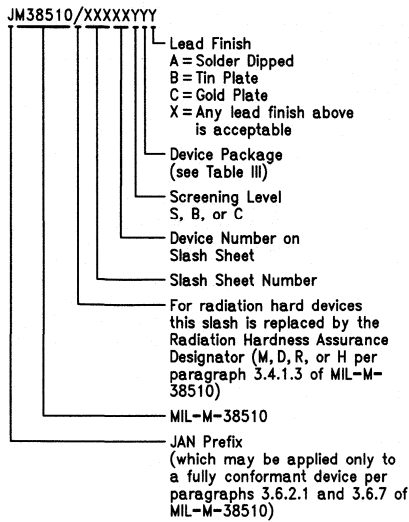 JM38510/XXXXXYYY
Lead Finish
A = Solder Dipped
B = Tin Plate
C = Gold Plate
X = Any lead finish above
is acceptable
Device Package
(see Table III)
Screening Level
S, B, or C
Device Number on
Slash Sheet
Slash Sheet Number
For radiation hard devices
this slash is replaced by the
Radiation Hardness Assurance
Designator (M, D, R, or H per
paragraph 3.4.1.3 of MIL-M-
38510)
MIL-M-38510
JAN Prefix
(which may be applied only to
a fully conformant device per
paragraphs 3.6.2.1 and 3.6.7 of
MIL-M-38510)